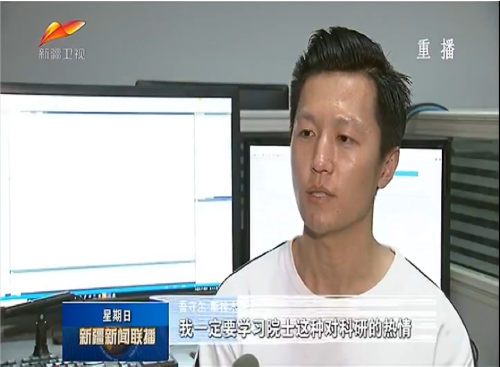 新疆卫视
重播
我一定要学习院士这种对科研的热情
星期日
新疆新闻联播